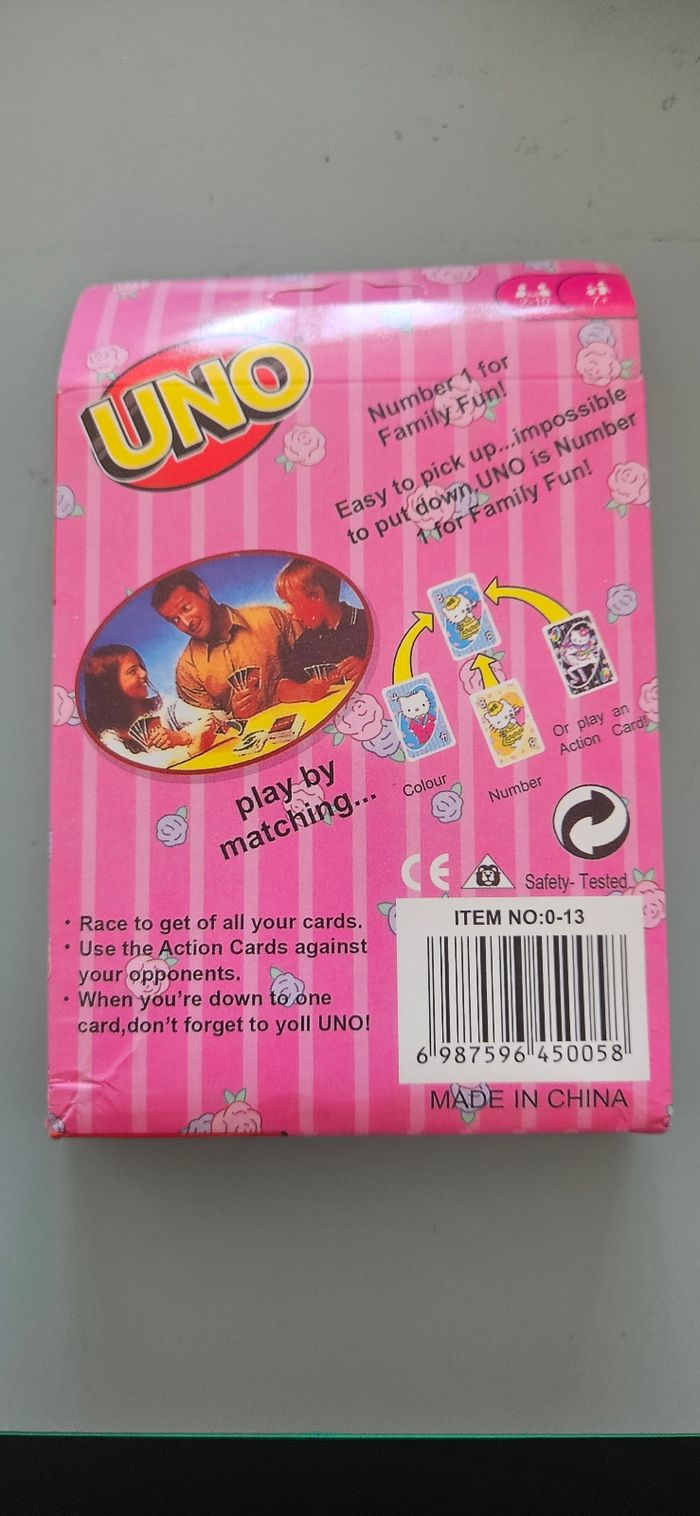 2-10
7+
UNO
Number 1 for
Family Fun!
Easy to pick up...impossible
to put down,UNO is Number
1 for Family Fun!
play by
matching...
Colour
Number
Or play an
Action Card!
CE
Safety- Tested
• Race to get of all your cards.
• Use the Action Cards against
your opponents.
• When you're down to one
card,don't forget to yoll UNO!
ITEM NO:0-13
6 987596 450058
MADE IN CHINA